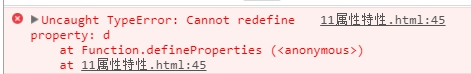 Uncaught TypeError: Cannot redefine 11属性特性.html:45
property: d
at Function.defineProperties (<anonymous>)
at 11属性特性.html:45